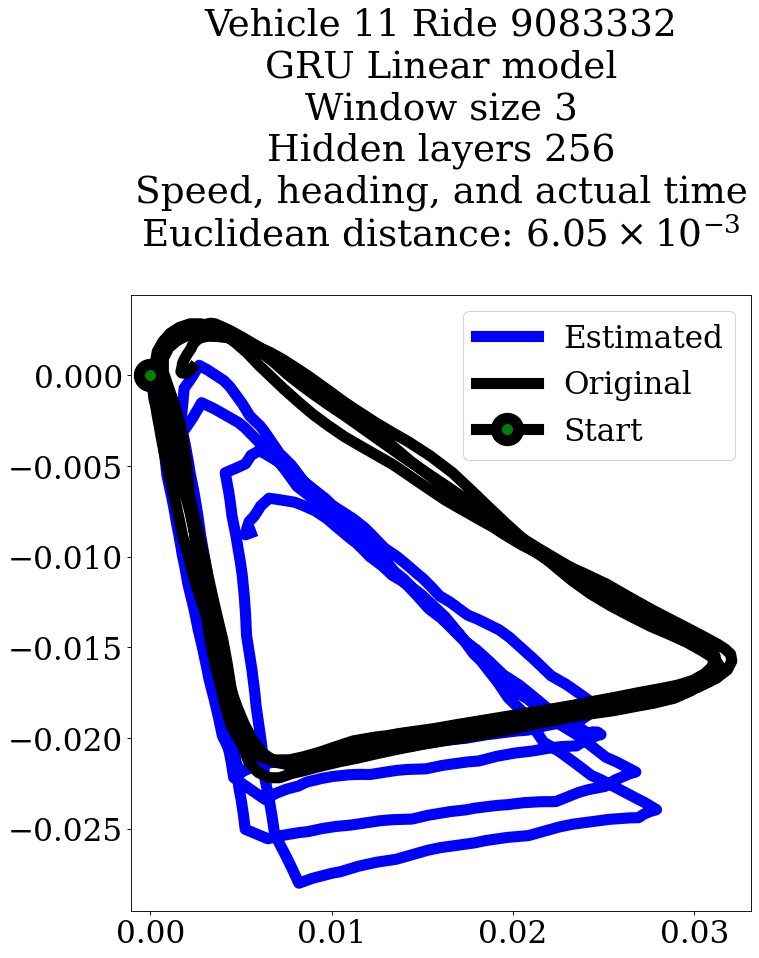 Vehicle 11 Ride 9083332
GRU Linear model
Window size 3
Hidden layers 256
Speed, heading, and actual time
Euclidean distance: 6.05 × 10⁻³
Estimated
Original
Start
0.000
−0.005
−0.010
−0.015
−0.020
−0.025
0.00 0.01 0.02 0.03